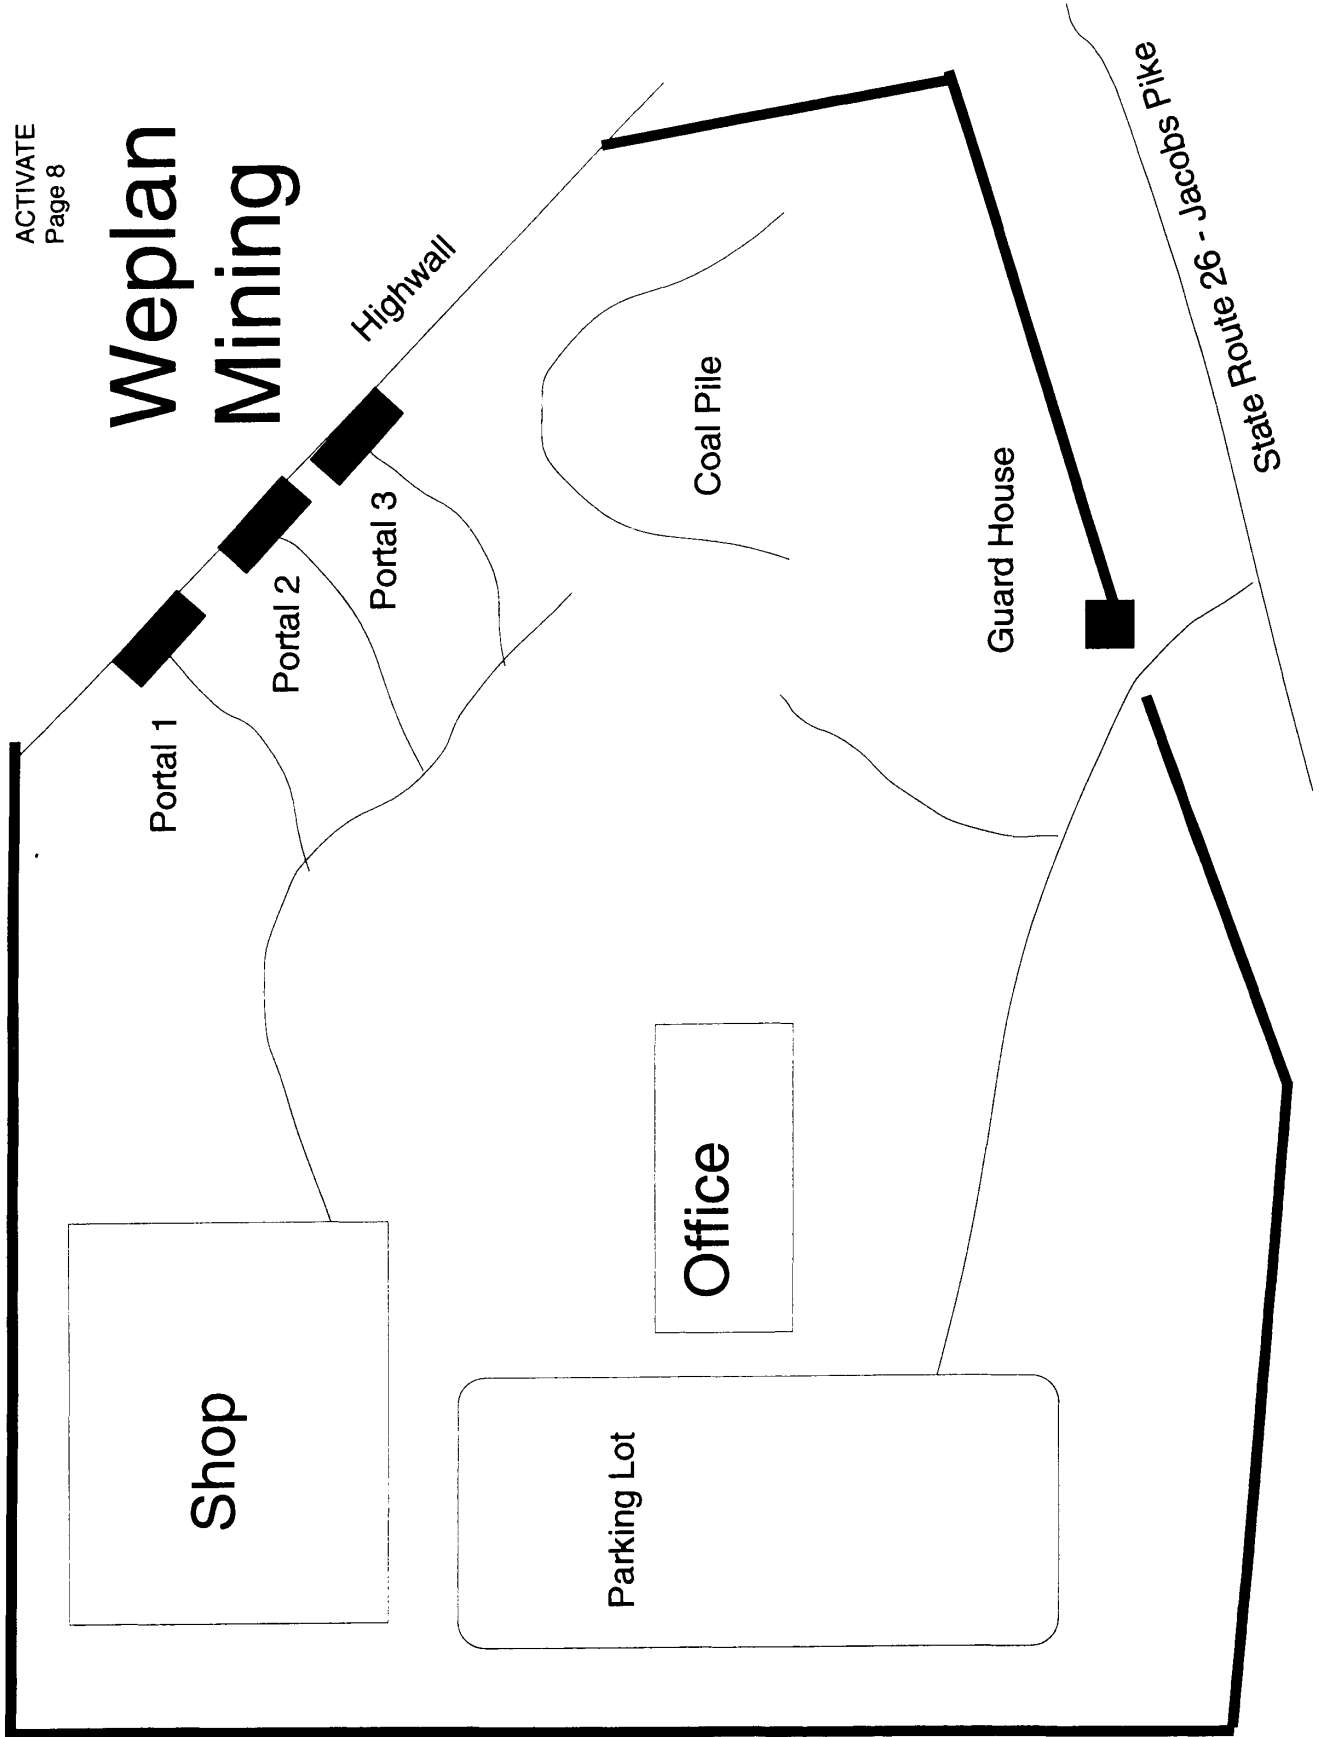 ACTIVATE
Page 8
Weplan
Mining
Highwall
Portal 1
Portal 2
Portal 3
Coal Pile
Shop
Office
Guard House
Parking Lot
State Route 26 - Jacobs Pike